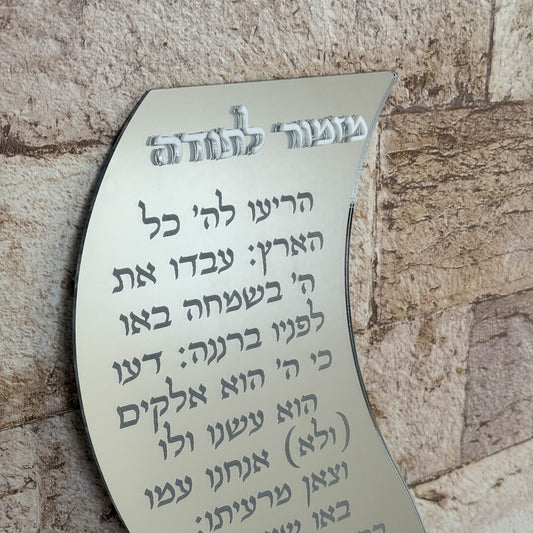 מזמור לתודה
הריעו לה' כל
הארץ: עבדו את
ה' בשמחה באו
לפניו ברננה: דעו
כי ה' הוא אלקים
הוא עשנו ולו
(ולא) אנחנו עמו
וצאן מרעיתו:
באו